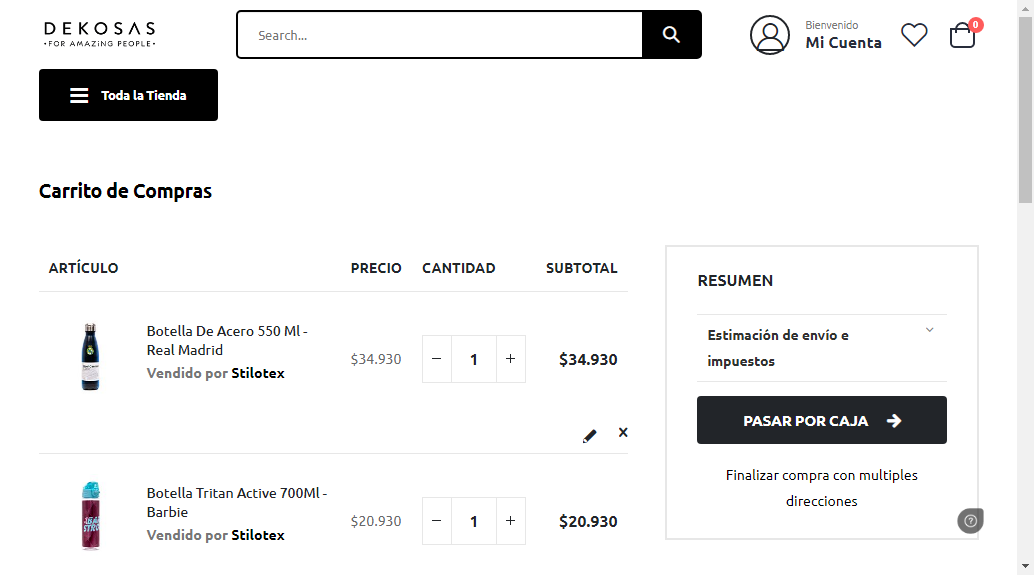 DEKOSAS
•FOR AMAZING PEOPLE•
Search...
Bienvenido
Mi Cuenta
0
Toda la Tienda
Carrito de Compras
ARTÍCULO PRECIO CANTIDAD SUBTOTAL
Botella De Acero 550 Ml -
Real Madrid
Vendido por Stilotex
$34.930 − 1 + $34.930
Botella Tritan Active 700Ml -
Barbie
Vendido por Stilotex
$20.930 − 1 + $20.930
RESUMEN
Estimación de envío e
impuestos
PASAR POR CAJA
Finalizar compra con multiples
direcciones